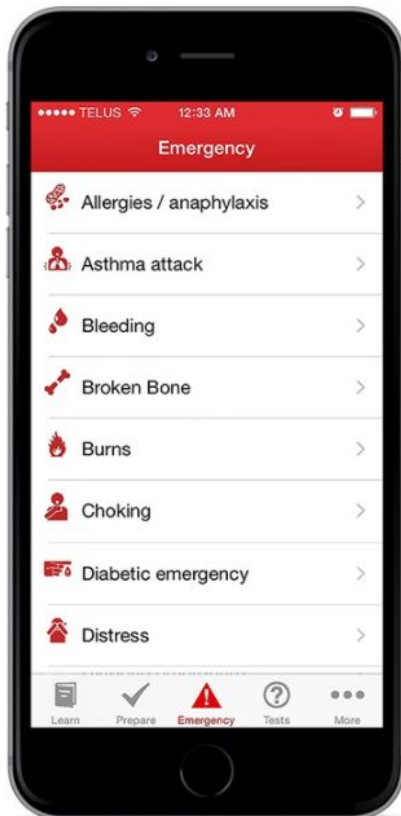 TELUS 12:33 AM
Emergency
Allergies / anaphylaxis
Asthma attack
Bleeding
Broken Bone
Burns
Choking
Diabetic emergency
Distress
Learn Prepare Emergency Tests More